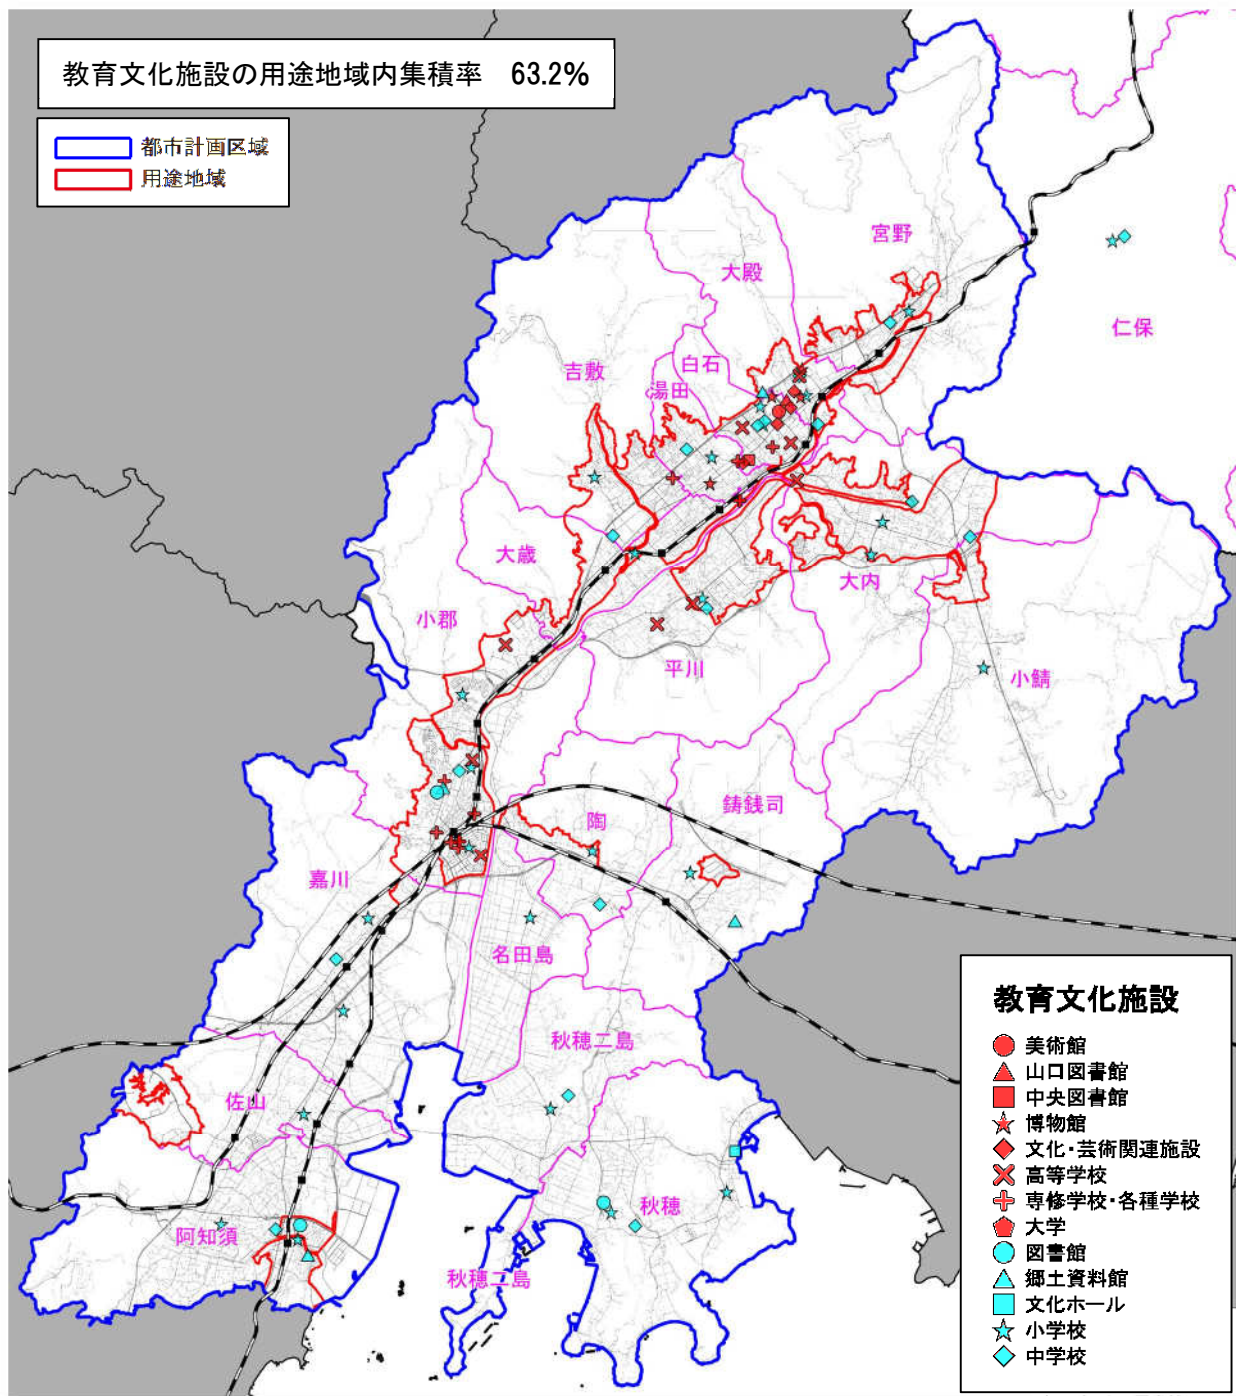 教育文化施設の用途地域内集積率 63.2%
都市計画区域
用途地域
宮野
大殿
仁保
白石
吉敷
湯田
大歳
大内
小郡
平川
小鯖
鋳銭司
陶
嘉川
名田島
秋穂二島
佐山
秋穂
阿知須
秋穂二島
教育文化施設
美術館
山口図書館
中央図書館
博物館
文化・芸術関連施設
高等学校
専修学校・各種学校
大学
図書館
郷土資料館
文化ホール
小学校
中学校